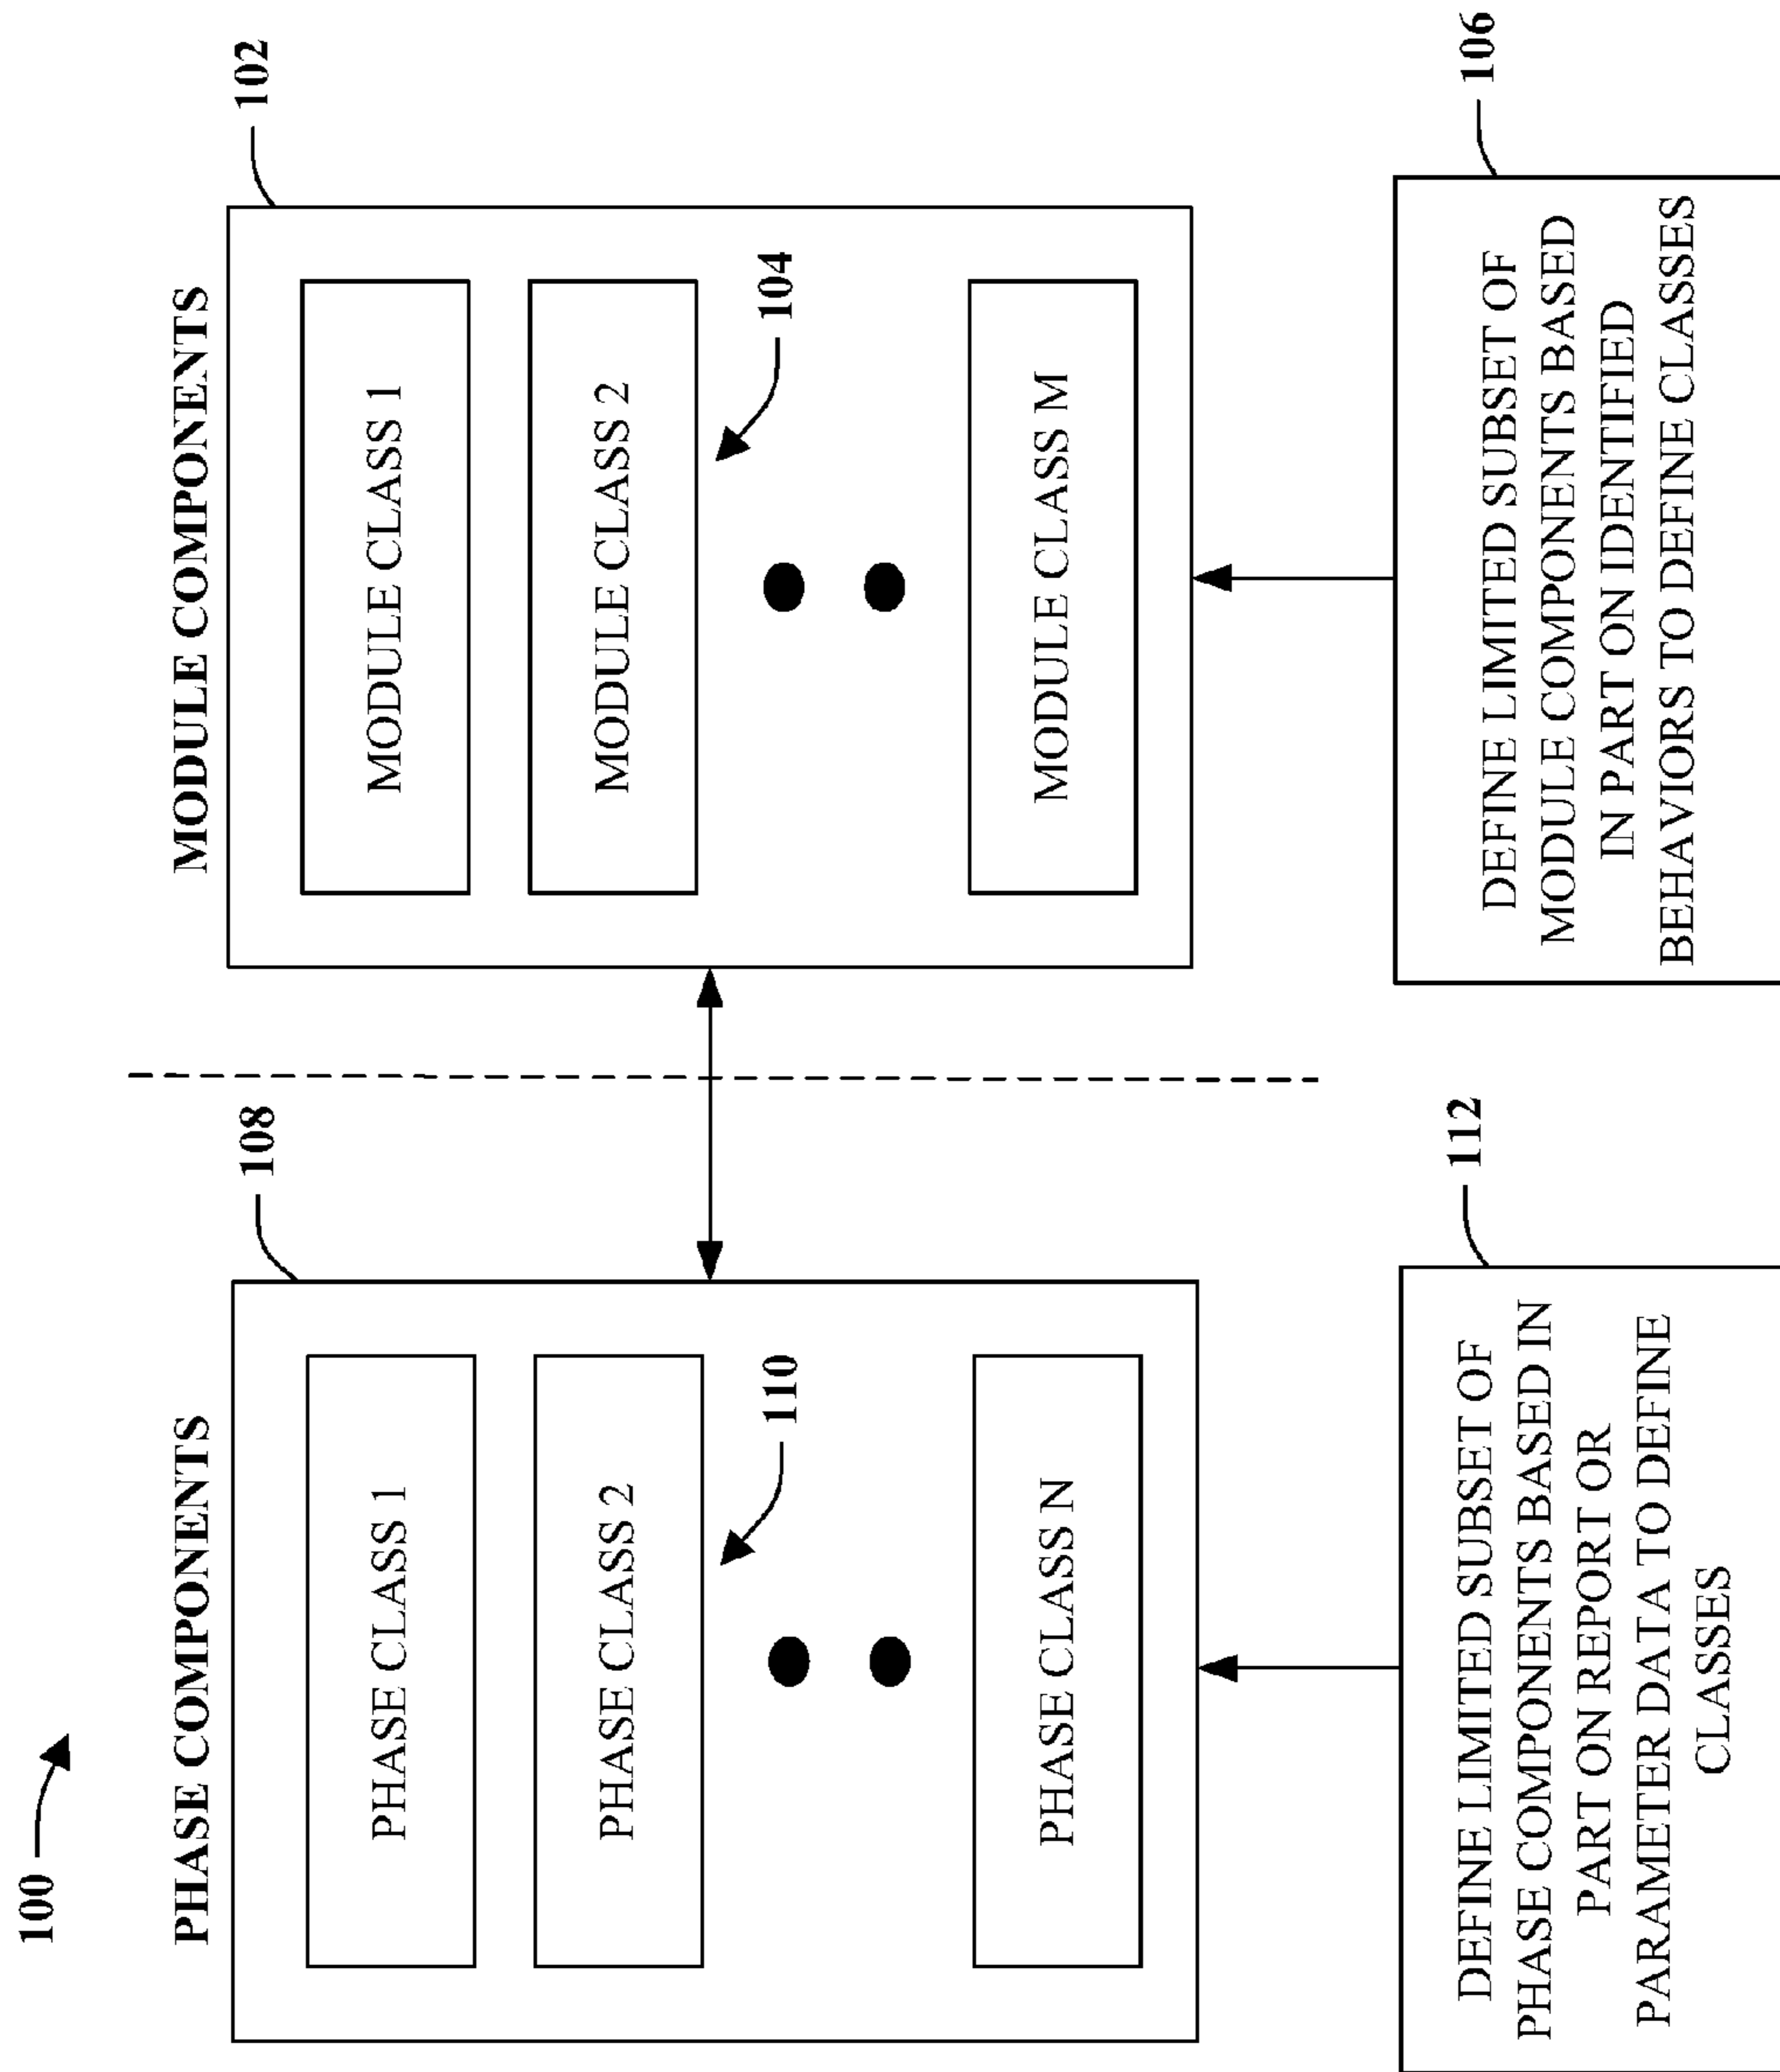 100
PHASE COMPONENTS
108
PHASE CLASS 1
PHASE CLASS 2
110
PHASE CLASS N
112
DEFINE LIMITED SUBSET OF
PHASE COMPONENTS BASED IN
PART ON REPORT OR
PARAMETER DATA TO DEFINE
CLASSES
MODULE COMPONENTS
102
MODULE CLASS 1
MODULE CLASS 2
104
MODULE CLASS M
106
DEFINE LIMITED SUBSET OF
MODULE COMPONENTS BASED
IN PART ON IDENTIFIED
BEHAVIORS TO DEFINE CLASSES